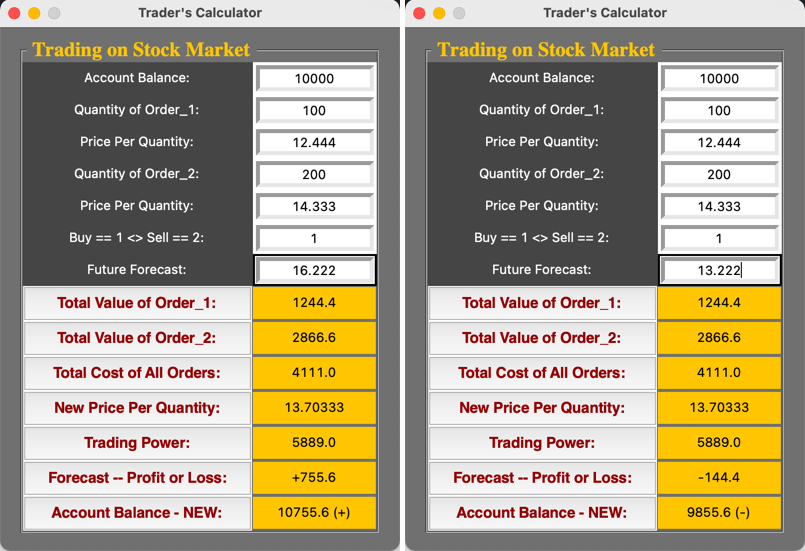 Trader's Calculator
Trading on Stock Market
Account Balance: 10000
Quantity of Order_1: 100
Price Per Quantity: 12.444
Quantity of Order_2: 200
Price Per Quantity: 14.333
Buy == 1 <> Sell == 2: 1
Future Forecast: 16.222
Total Value of Order_1: 1244.4
Total Value of Order_2: 2866.6
Total Cost of All Orders: 4111.0
New Price Per Quantity: 13.70333
Trading Power: 5889.0
Forecast -- Profit or Loss: +755.6
Account Balance - NEW: 10755.6 (+)
Trader's Calculator
Trading on Stock Market
Account Balance: 10000
Quantity of Order_1: 100
Price Per Quantity: 12.444
Quantity of Order_2: 200
Price Per Quantity: 14.333
Buy == 1 <> Sell == 2: 1
Future Forecast: 13.222
Total Value of Order_1: 1244.4
Total Value of Order_2: 2866.6
Total Cost of All Orders: 4111.0
New Price Per Quantity: 13.70333
Trading Power: 5889.0
Forecast -- Profit or Loss: -144.4
Account Balance - NEW: 9855.6 (-)